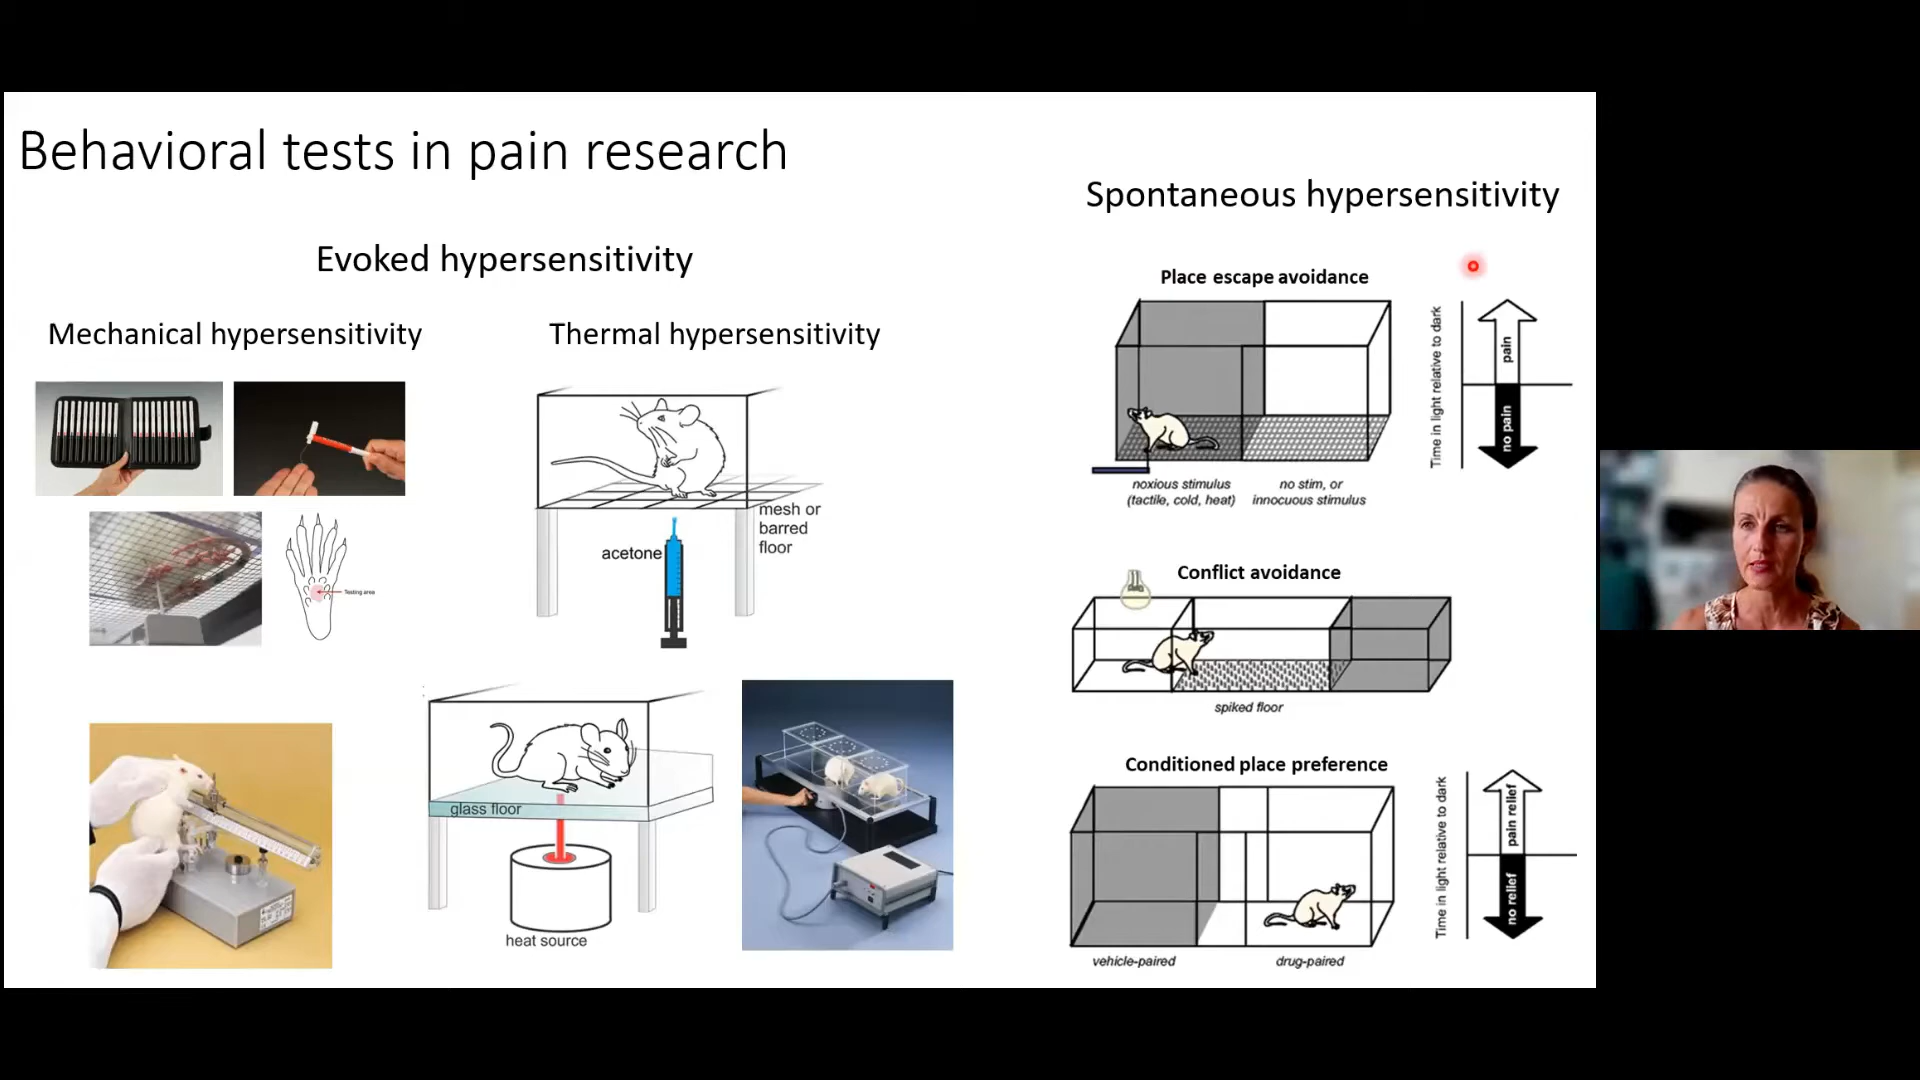 Behavioral tests in pain research
Evoked hypersensitivity
Mechanical hypersensitivity
Testing area
Thermal hypersensitivity
acetone
mesh or
barred
floor
glass floor
heat source
Spontaneous hypersensitivity
Place escape avoidance
noxious stimulus
(tactile, cold, heat)
no stim, or
innocuous stimulus
Time in light relative to dark
pain
no pain
Conflict avoidance
spiked floor
Conditioned place preference
vehicle-paired
drug-paired
Time in light relative to dark
pain relief
no relief